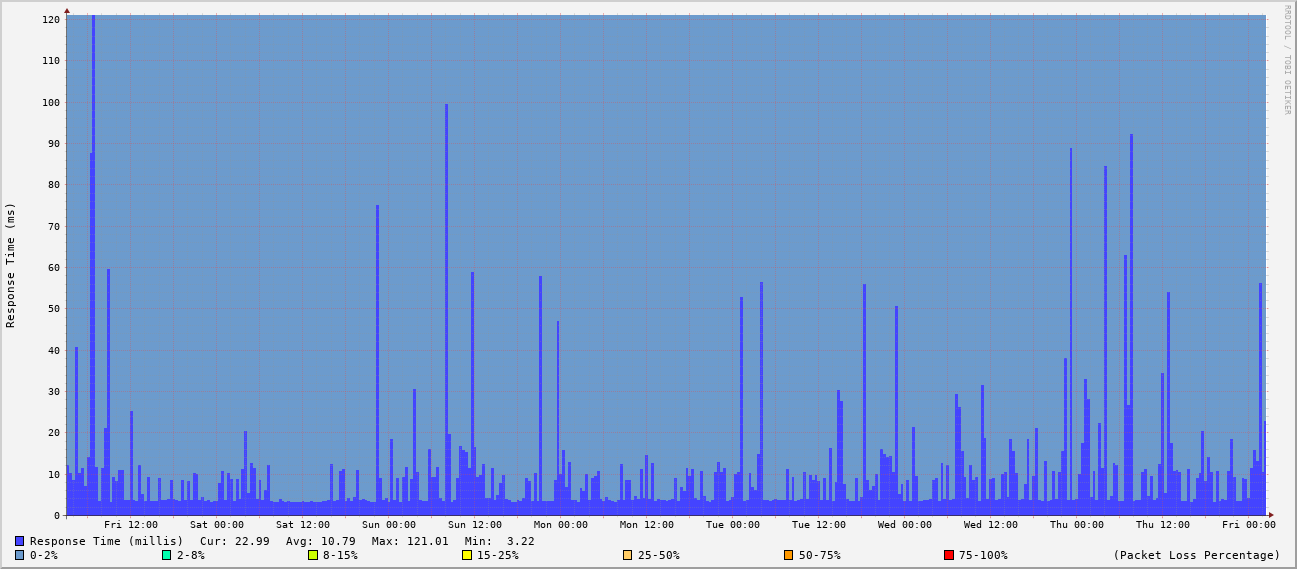 RRDTOOL / TOBI OETIKER
Response Time (ms)
120
110
100
90
80
70
60
50
40
30
20
10
0
Fri 12:00 Sat 00:00 Sat 12:00 Sun 00:00 Sun 12:00 Mon 00:00 Mon 12:00 Tue 00:00 Tue 12:00 Wed 00:00 Wed 12:00 Thu 00:00 Thu 12:00 Fri 00:00
Response Time (millis) Cur: 22.99 Avg: 10.79 Max: 121.01 Min: 3.22
0-2% 2-8% 8-15% 15-25% 25-50% 50-75% 75-100% (Packet Loss Percentage)